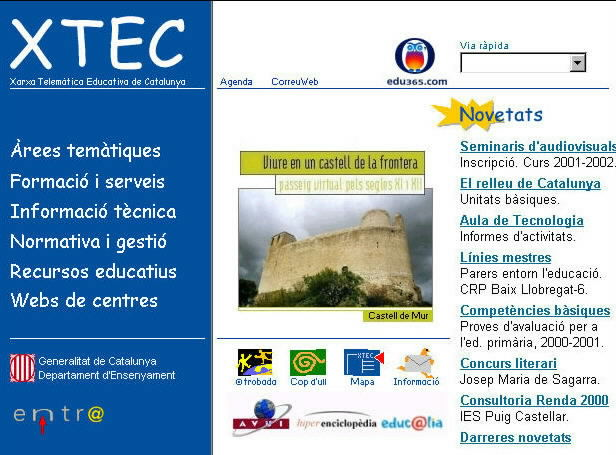 XTEC
Xarxa Telemàtica Educativa de Catalunya
Àrees temàtiques
Formació i serveis
Informació tècnica
Normativa i gestió
Recursos educatius
Webs de centres
Generalitat de Catalunya
Departament d'Ensenyament
entr@
Agenda
CorreuWeb
edu365.com
Via ràpida
Viure en un castell de la frontera
passeig virtual pels segles XI i XII
Castell de Mur
@trobada
Cop d'ull
XTEC
Mapa
Informació
AVUI
hiperenciclopèdia
educ@lia
Novetats
Seminaris d'audiovisuals
Inscripció. Curs 2001-2002.
El relleu de Catalunya
Unitats bàsiques.
Aula de Tecnologia
Informes d'activitats.
Línies mestres
Parers entorn l'educació.
CRP Baix Llobregat-6.
Competències bàsiques
Proves d'avaluació per a
l'ed. primària, 2000-2001.
Concurs literari
Josep Maria de Sagarra.
Consultoria Renda 2000
IES Puig Castellar.
Darreres novetats